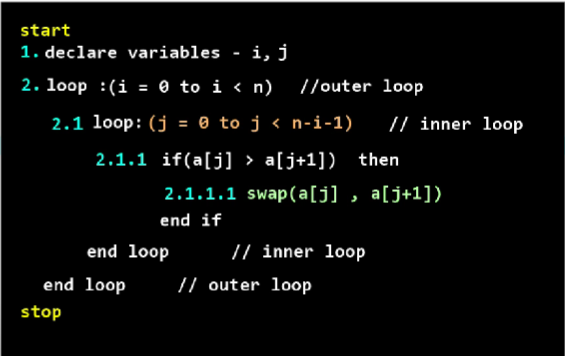 start
1. declare variables - i, j
2. loop :(i = 0 to i < n) //outer loop
2.1 loop:(j = 0 to j < n-i-1) // inner loop
2.1.1 if(a[j] > a[j+1]) then
2.1.1.1 swap(a[j] , a[j+1])
end if
end loop // inner loop
end loop // outer loop
stop